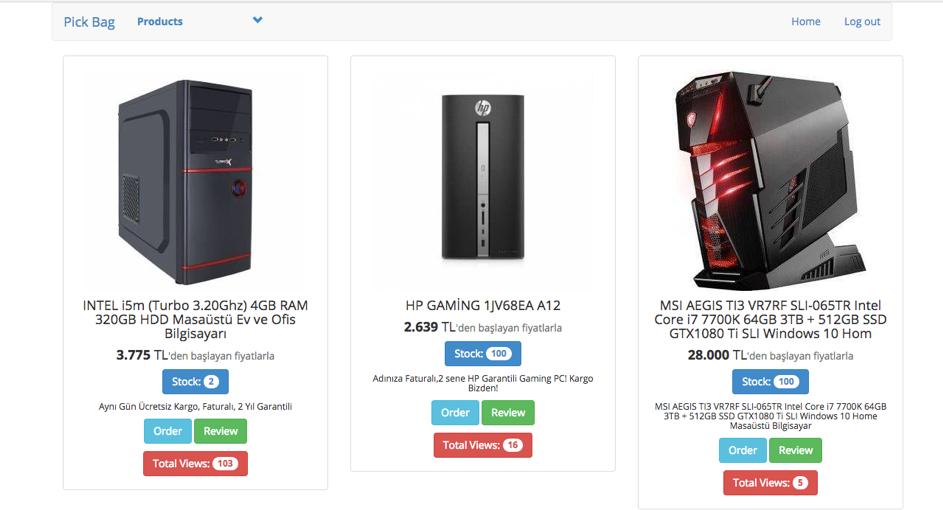 Pick Bag
Products
Home
Log out
INTEL i5m (Turbo 3.20Ghz) 4GB RAM
320GB HDD Masaüstü Ev ve Ofis
Bilgisayarı
3.775 TL'den başlayan fiyatlarla
Stock: 2
Aynı Gün Ücretsiz Kargo, Faturalı, 2 Yıl Garantili
Order Review
Total Views: 103
hp
HP GAMİNG 1JV68EA A12
2.639 TL'den başlayan fiyatlarla
Stock: 100
Adınıza Faturalı,2 sene HP Garantili Gaming PC! Kargo
Bizden!
Order Review
Total Views: 16
MSI AEGIS TI3 VR7RF SLI-065TR Intel
Core i7 7700K 64GB 3TB + 512GB SSD
GTX1080 Ti SLI Windows 10 Hom
28.000 TL'den başlayan fiyatlarla
Stock: 100
MSI AEGIS TI3 VR7RF SLI-065TR Intel Core i7 7700K 64GB
3TB + 512GB SSD GTX1080 Ti SLI Windows 10 Home
Masaüstü Bilgisayar
Order Review
Total Views: 5